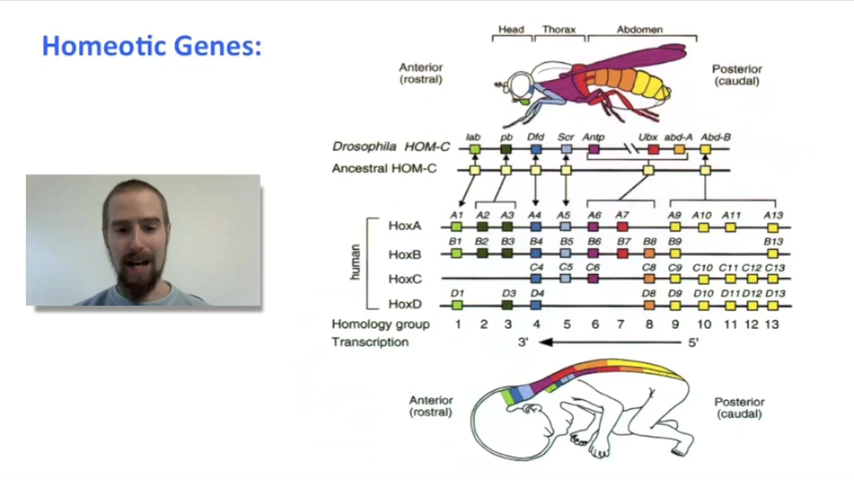 Homeotic Genes:
Head Thorax Abdomen
Anterior
(rostral)
Posterior
(caudal)
lab pb Dfd Scr Antp Ubx abd-A Abd-B
Drosophila HOM-C
Ancestral HOM-C
A1 A2 A3 A4 A5 A6 A7 A9 A10 A11 A13
HoxA
B1 B2 B3 B4 B5 B6 B7 B8 B9 B13
HoxB
human
C4 C5 C6 C8 C9 C10 C11 C12 C13
HoxC
D1 D3 D4 D8 D9 D10 D11 D12 D13
HoxD
Homology group 1 2 3 4 5 6 7 8 9 10 11 12 13
Transcription 3' 5'
Anterior
(rostral)
Posterior
(caudal)